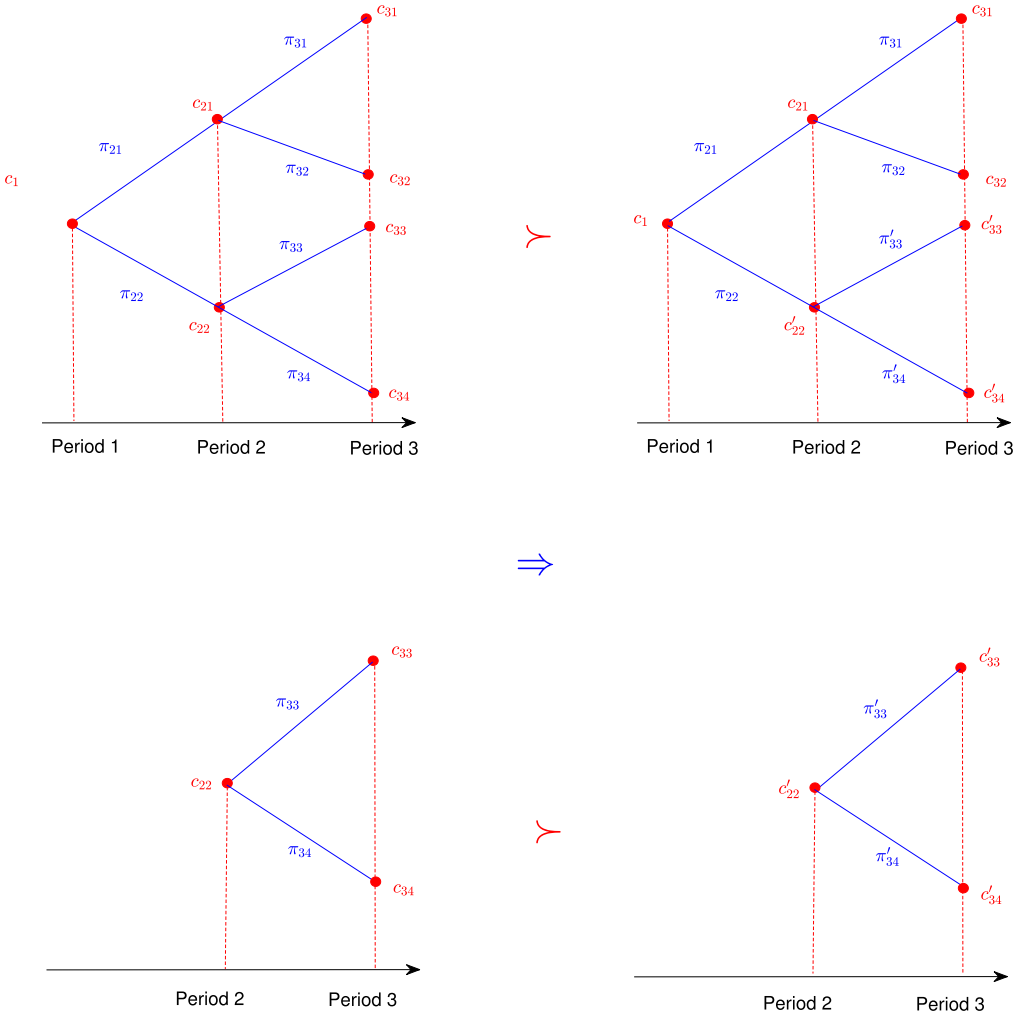 c₃₁ c₃₁
π₃₁ π₃₁
c₂₁ c₂₁
π₂₁ π₂₁
π₃₂ π₃₂
c₁ c₃₂ c₃₂
c₁ c₃₃ ≻ c′₃₃
π₃₃ π′₃₃
π₂₂ π₂₂
c₂₂ c′₂₂
π₃₄ π′₃₄
c₃₄ c′₃₄
Period 1 Period 2 Period 3 Period 1 Period 2 Period 3
⇒
c₃₃ c′₃₃
π₃₃ π′₃₃
c₂₂ c′₂₂
≻
π₃₄ π′₃₄
c₃₄ c′₃₄
Period 2 Period 3 Period 2 Period 3